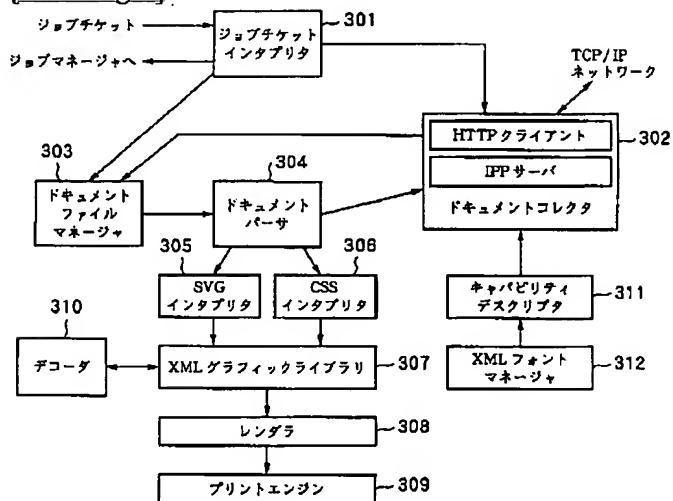 ジョブチケット
ジョブマネージャへ
ジョブチケット
インタプリタ
301
TCP/IP
ネットワーク
HTTPクライアント
IPPサーバ
ドキュメントコレクタ
302
303
ドキュメント
ファイル
マネージャ
304
ドキュメント
パーサ
305
SVG
インタプリタ
306
CSS
インタプリタ
キャパビリティ
デスクリプタ
311
310
デコーダ
XMLグラフィックライブラリ
307
XMLフォント
マネージャ
312
レンダラ
308
プリントエンジン
309